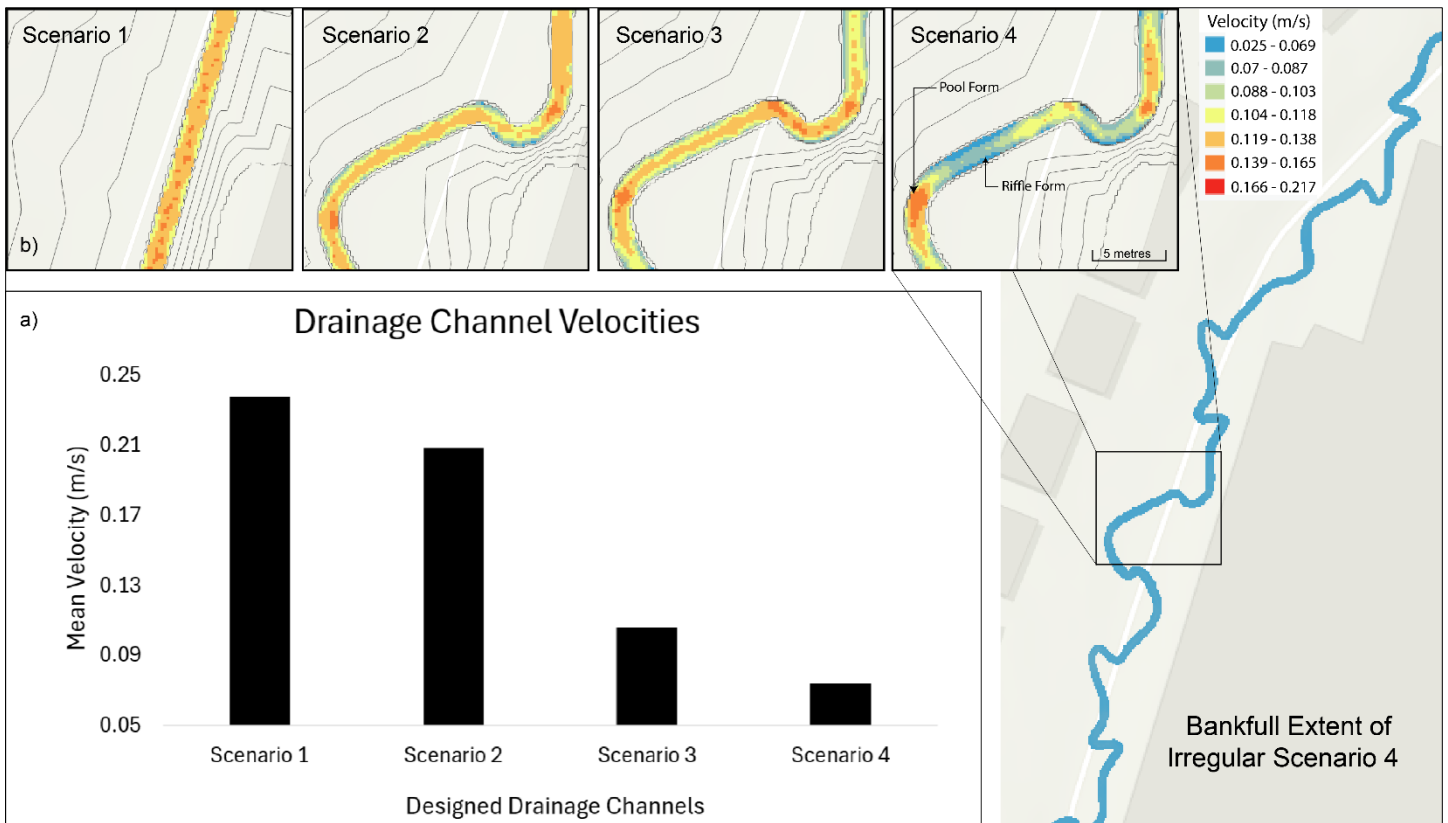 Scenario 1
Scenario 2
Scenario 3
Scenario 4
Pool Form
Riffle Form
5 metres
b)
Velocity (m/s)
0.025 - 0.069
0.07 - 0.087
0.088 - 0.103
0.104 - 0.118
0.119 - 0.138
0.139 - 0.165
0.166 - 0.217
a)
Drainage Channel Velocities
Mean Velocity (m/s)
0.25
0.21
0.17
0.13
0.09
0.05
Scenario 1
Scenario 2
Scenario 3
Scenario 4
Designed Drainage Channels
Bankfull Extent of
Irregular Scenario 4